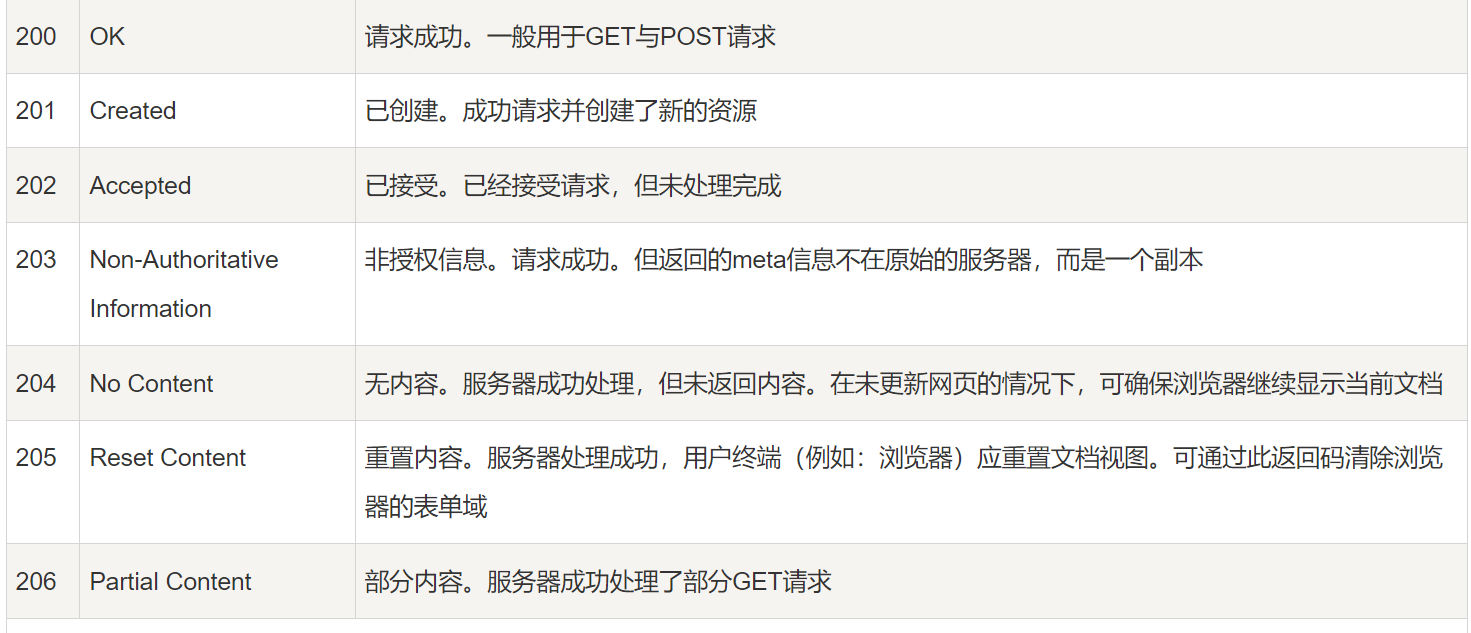 200 OK 请求成功。一般用于GET与POST请求
201 Created 已创建。成功请求并创建了新的资源
202 Accepted 已接受。已经接受请求，但未处理完成
203 Non-Authoritative 非授权信息。请求成功。但返回的meta信息不在原始的服务器，而是一个副本
Information
204 No Content 无内容。服务器成功处理，但未返回内容。在未更新网页的情况下，可确保浏览器继续显示当前文档
205 Reset Content 重置内容。服务器处理成功，用户终端（例如：浏览器）应重置文档视图。可通过此返回码清除浏览
器的表单域
206 Partial Content 部分内容。服务器成功处理了部分GET请求